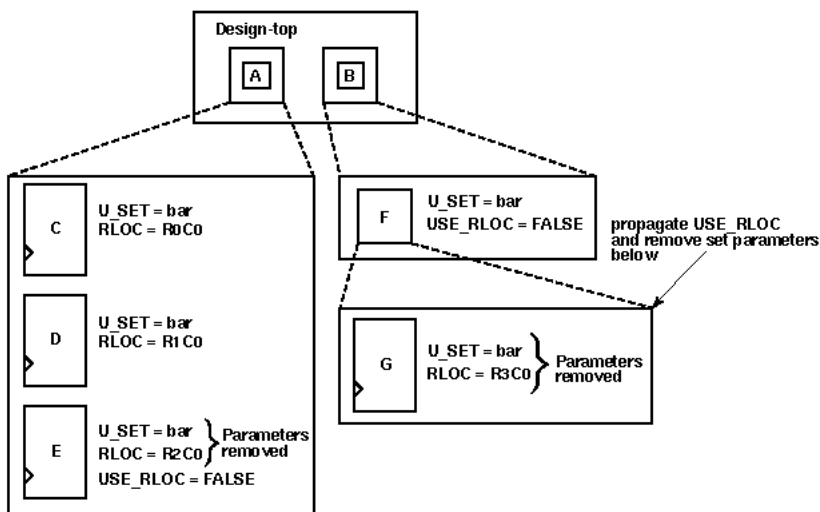 Design-top
A
B
C
U_SET = bar
RLOC = R0C0
D
U_SET = bar
RLOC = R1C0
E
U_SET = bar
RLOC = R2C0
Parameters
removed
USE_RLOC = FALSE
F
U_SET = bar
USE_RLOC = FALSE
propagate USE_RLOC
and remove set parameters
below
G
U_SET = bar
RLOC = R3C0
Parameters
removed